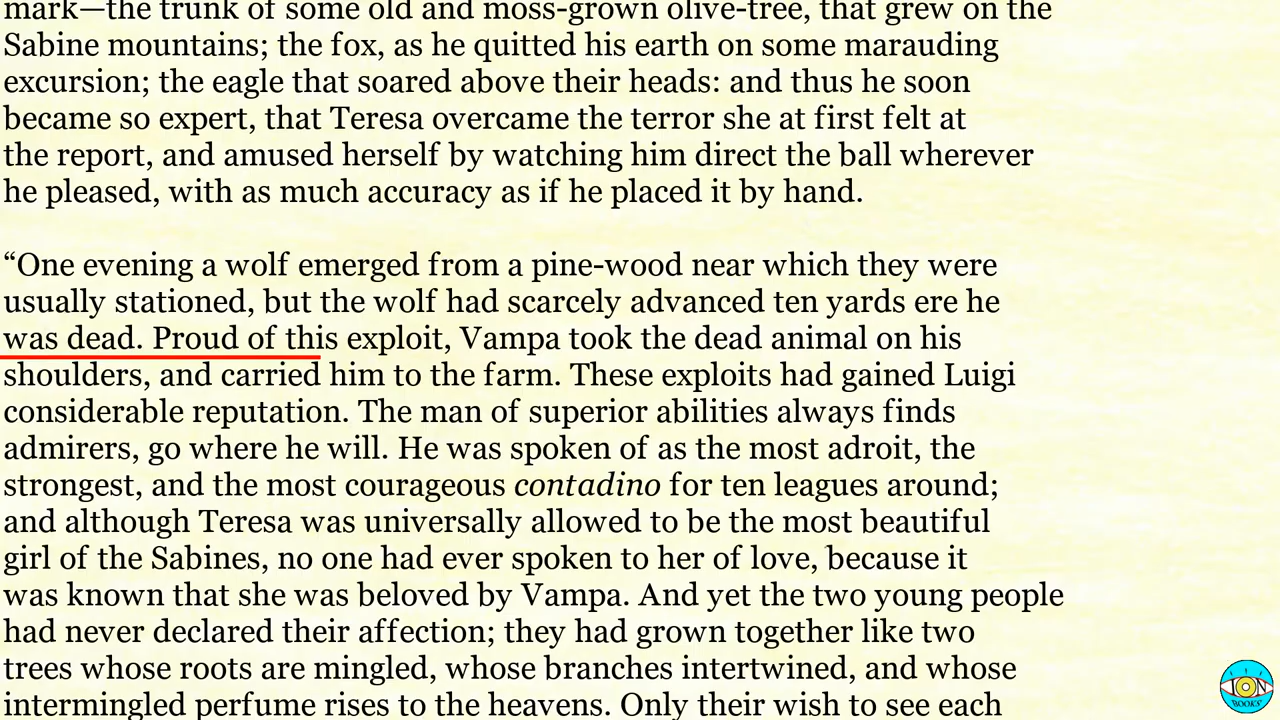 mark—the trunk of some old and moss-grown olive-tree, that grew on the
Sabine mountains; the fox, as he quitted his earth on some marauding
excursion; the eagle that soared above their heads: and thus he soon
became so expert, that Teresa overcame the terror she at first felt at
the report, and amused herself by watching him direct the ball wherever
he pleased, with as much accuracy as if he placed it by hand.
“One evening a wolf emerged from a pine-wood near which they were
usually stationed, but the wolf had scarcely advanced ten yards ere he
was dead. Proud of this exploit, Vampa took the dead animal on his
shoulders, and carried him to the farm. These exploits had gained Luigi
considerable reputation. The man of superior abilities always finds
admirers, go where he will. He was spoken of as the most adroit, the
strongest, and the most courageous contadino for ten leagues around;
and although Teresa was universally allowed to be the most beautiful
girl of the Sabines, no one had ever spoken to her of love, because it
was known that she was beloved by Vampa. And yet the two young people
had never declared their affection; they had grown together like two
trees whose roots are mingled, whose branches intertwined, and whose
intermingled perfume rises to the heavens. Only their wish to see each
ION
BOOKS